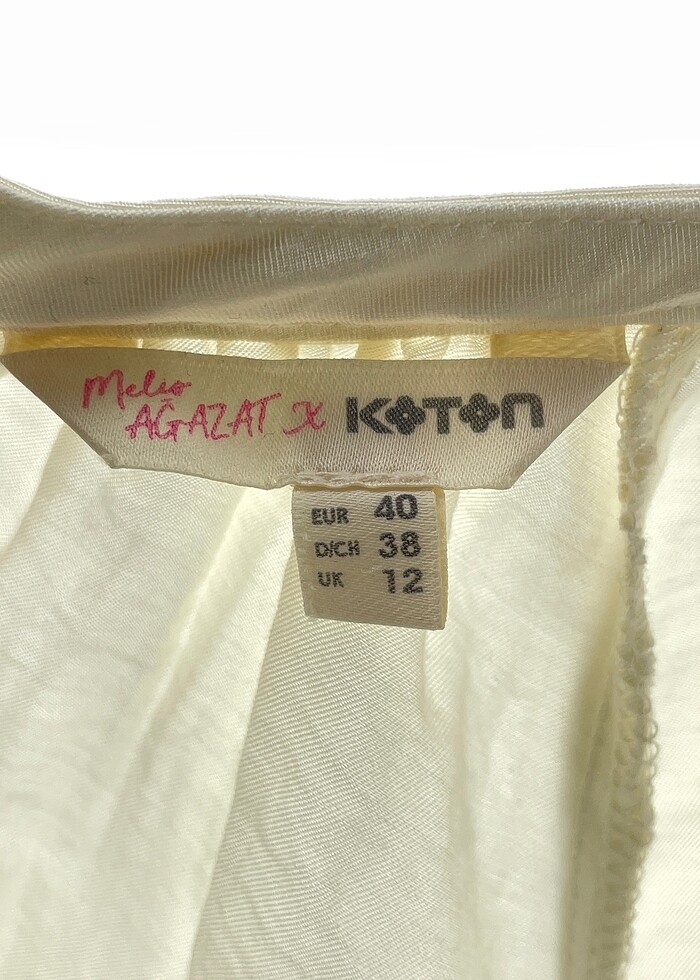 Melis
AĞAZAT X KOTON
EUR 40
D/CH 38
UK 12